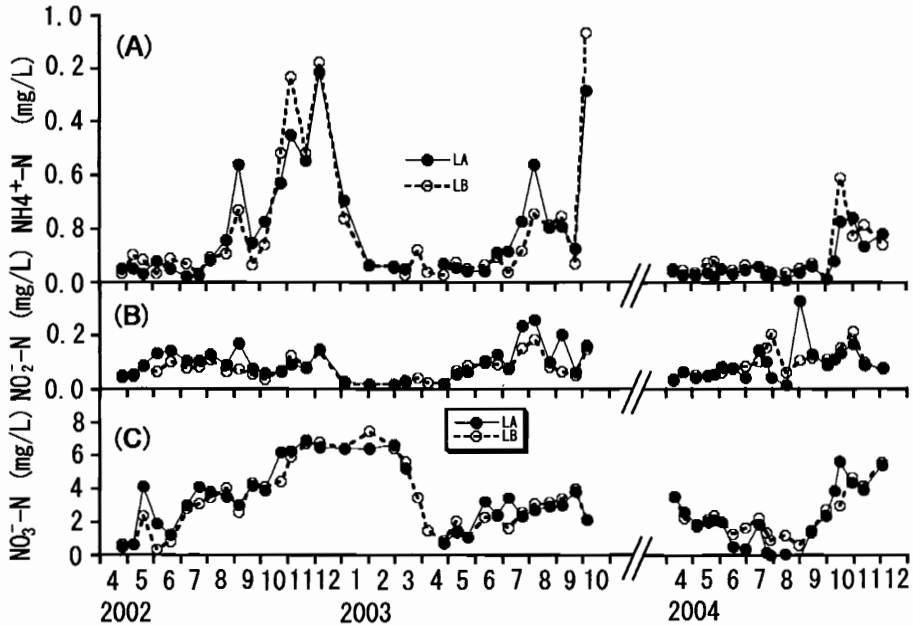 (A)
NH4+-N (mg/L)
1.0
0.2
0.4
0.6
0.8
0.0
LA
LB
(B)
NO2−-N (mg/L)
0.2
0.0
(C)
NO3−-N (mg/L)
8
6
4
2
0
LA
LB
4 5 6 7 8 9 10 11 12 1 2 3 4 5 6 7 8 9 10 4 5 6 7 8 9 10 11 12
2002 2003 2004